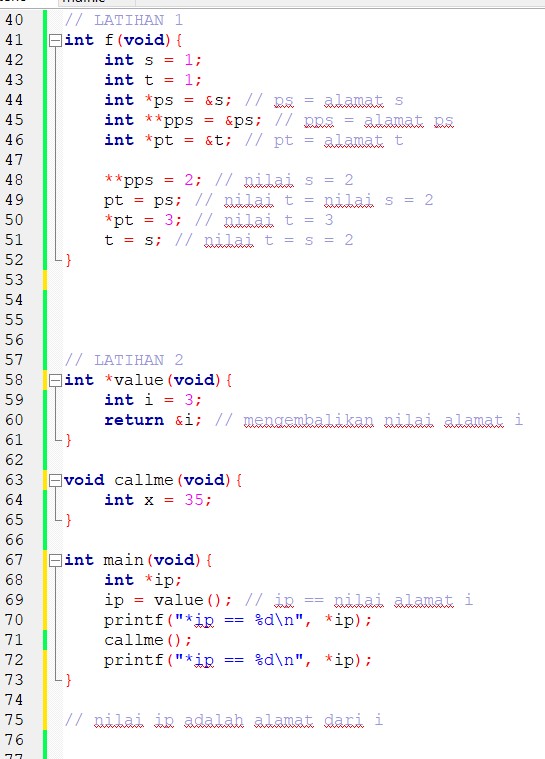 40 // LATIHAN 1
41 int f(void){
42 int s = 1;
43 int t = 1;
44 int *ps = &s; // ps = alamat s
45 int **pps = &ps; // pps = alamat ps
46 int *pt = &t; // pt = alamat t
47
48 **pps = 2; // nilai s = 2
49 pt = ps; // nilai t = nilai s = 2
50 *pt = 3; // nilai t = 3
51 t = s; // nilai t = s = 2
52 }
53
54
55
56
57 // LATIHAN 2
58 int *value(void){
59 int i = 3;
60 return &i; // mengembalikan nilai alamat i
61 }
62
63 void callme(void){
64 int x = 35;
65 }
66
67 int main(void){
68 int *ip;
69 ip = value(); // ip == nilai alamat i
70 printf("*ip == %d\n", *ip);
71 callme();
72 printf("*ip == %d\n", *ip);
73 }
74
75 // nilai ip adalah alamat dari i
76